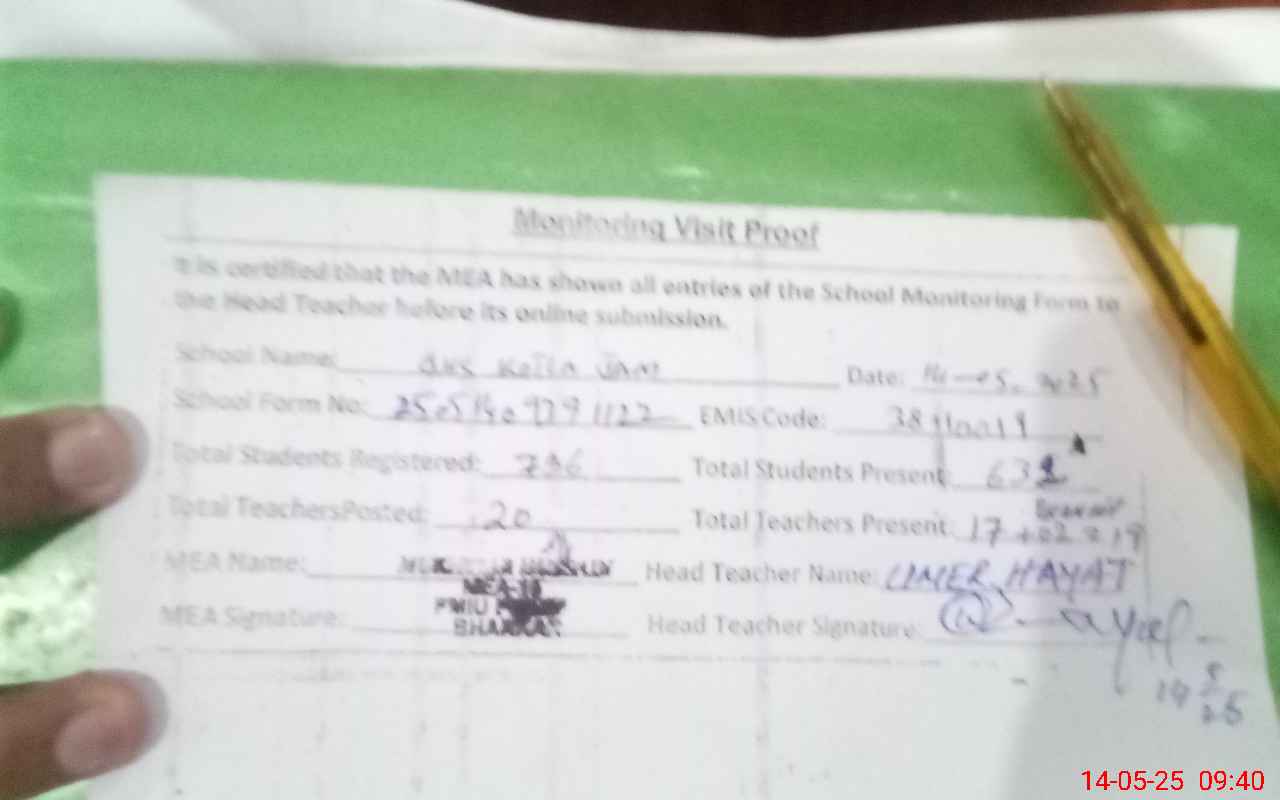 Monitoring Visit Proof
It is certified that the MEA has shown all entries of the School Monitoring Form to
the Head Teacher before its online submission.
School Name: Kotla Jam Date: 14-05-2025
School Form No: EMIS Code:
Total Students Registered: 736 Total Students Present: 632
Total TeachersPosted: 20 Total Teachers Present: 17+02=19
MEA Name: Head Teacher Name: UMER HAYAT
MEA-10
PMIU
MEA Signature: BHAKKAR Head Teacher Signature:
14-05-25 09:40